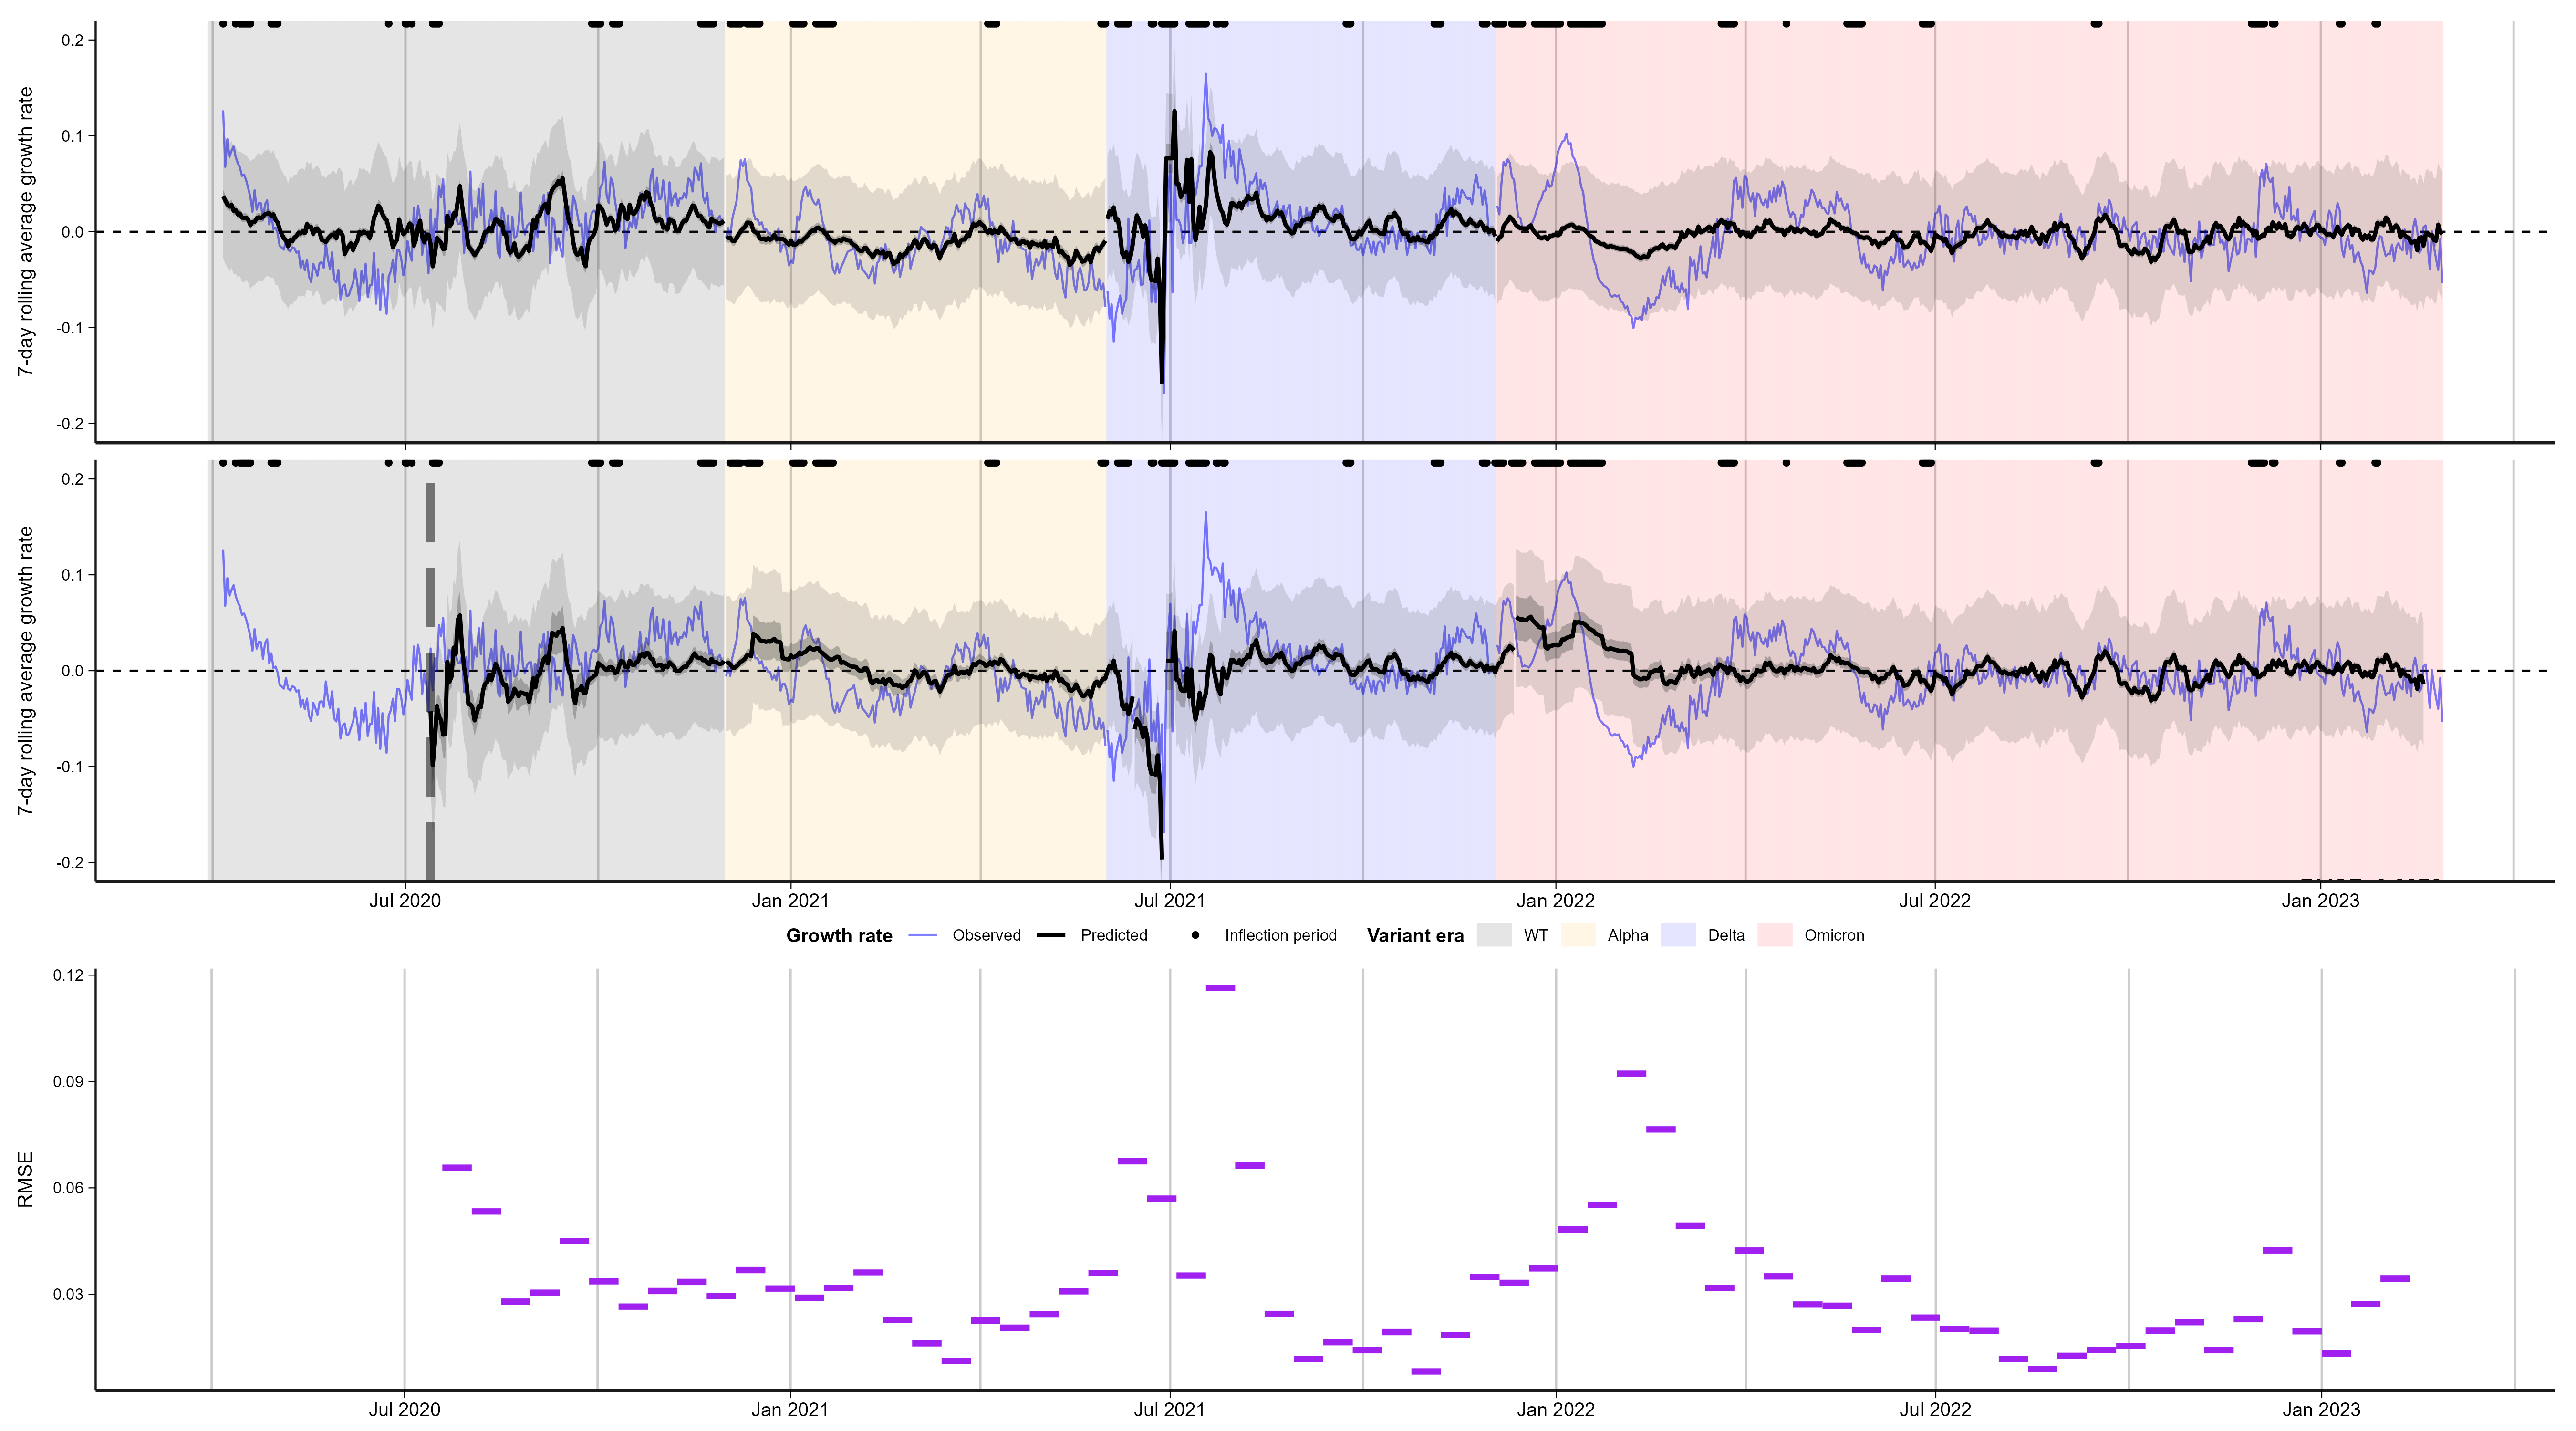 7-day rolling average growth rate
0.2
0.1
0.0
-0.1
-0.2
7-day rolling average growth rate
0.2
0.1
0.0
-0.1
-0.2
Jul 2020
Jan 2021
Jul 2021
Jan 2022
Jul 2022
Jan 2023
Growth rate Observed Predicted Inflection period Variant era WT Alpha Delta Omicron
RMSE
0.12
0.09
0.06
0.03
Jul 2020
Jan 2021
Jul 2021
Jan 2022
Jul 2022
Jan 2023